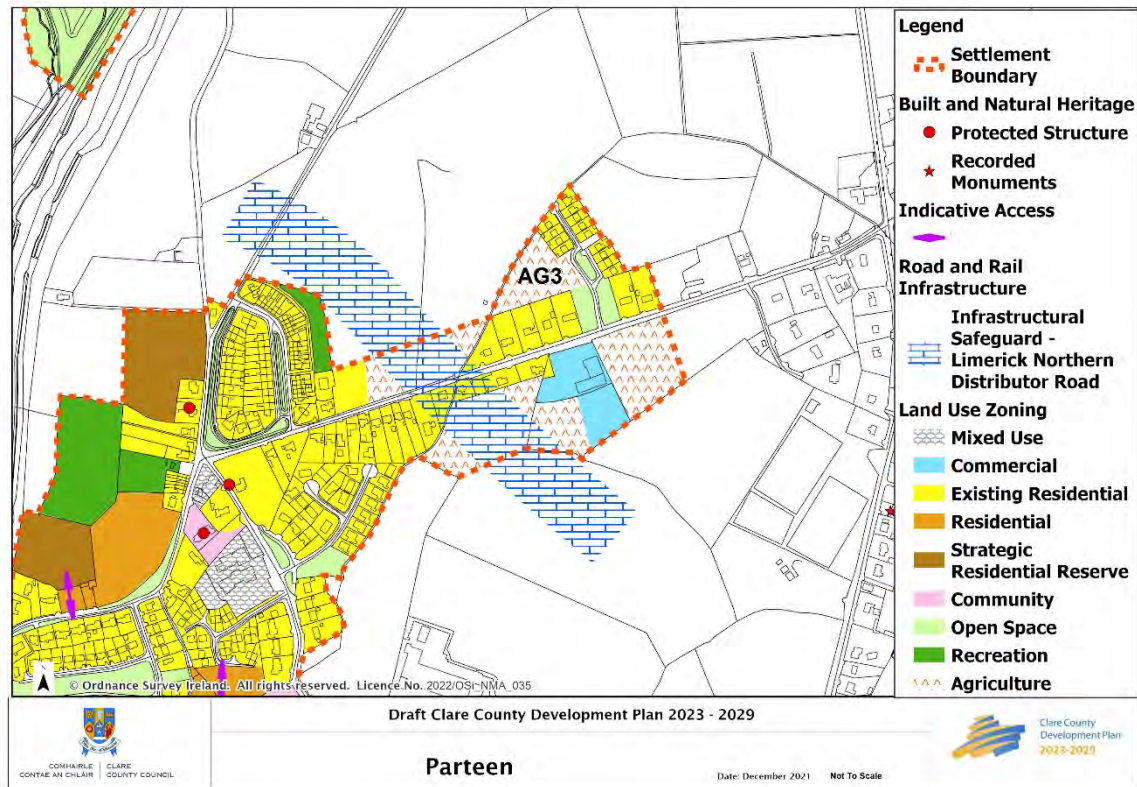 AG3
© Ordnance Survey Ireland. All rights reserved. Licence No. 2022/OSi_NMA_035
Legend
Settlement
Boundary
Built and Natural Heritage
Protected Structure
Recorded
Monuments
Indicative Access
Road and Rail
Infrastructure
Infrastructural
Safeguard -
Limerick Northern
Distributor Road
Land Use Zoning
Mixed Use
Commercial
Existing Residential
Residential
Strategic
Residential Reserve
Community
Open Space
Recreation
Agriculture
COMHAIRLE
CONTAE AN CHLÁIR
CLARE
COUNTY COUNCIL
Draft Clare County Development Plan 2023 - 2029
Parteen
Date: December 2021 Not To Scale
Clare County
Development Plan
2023-2029